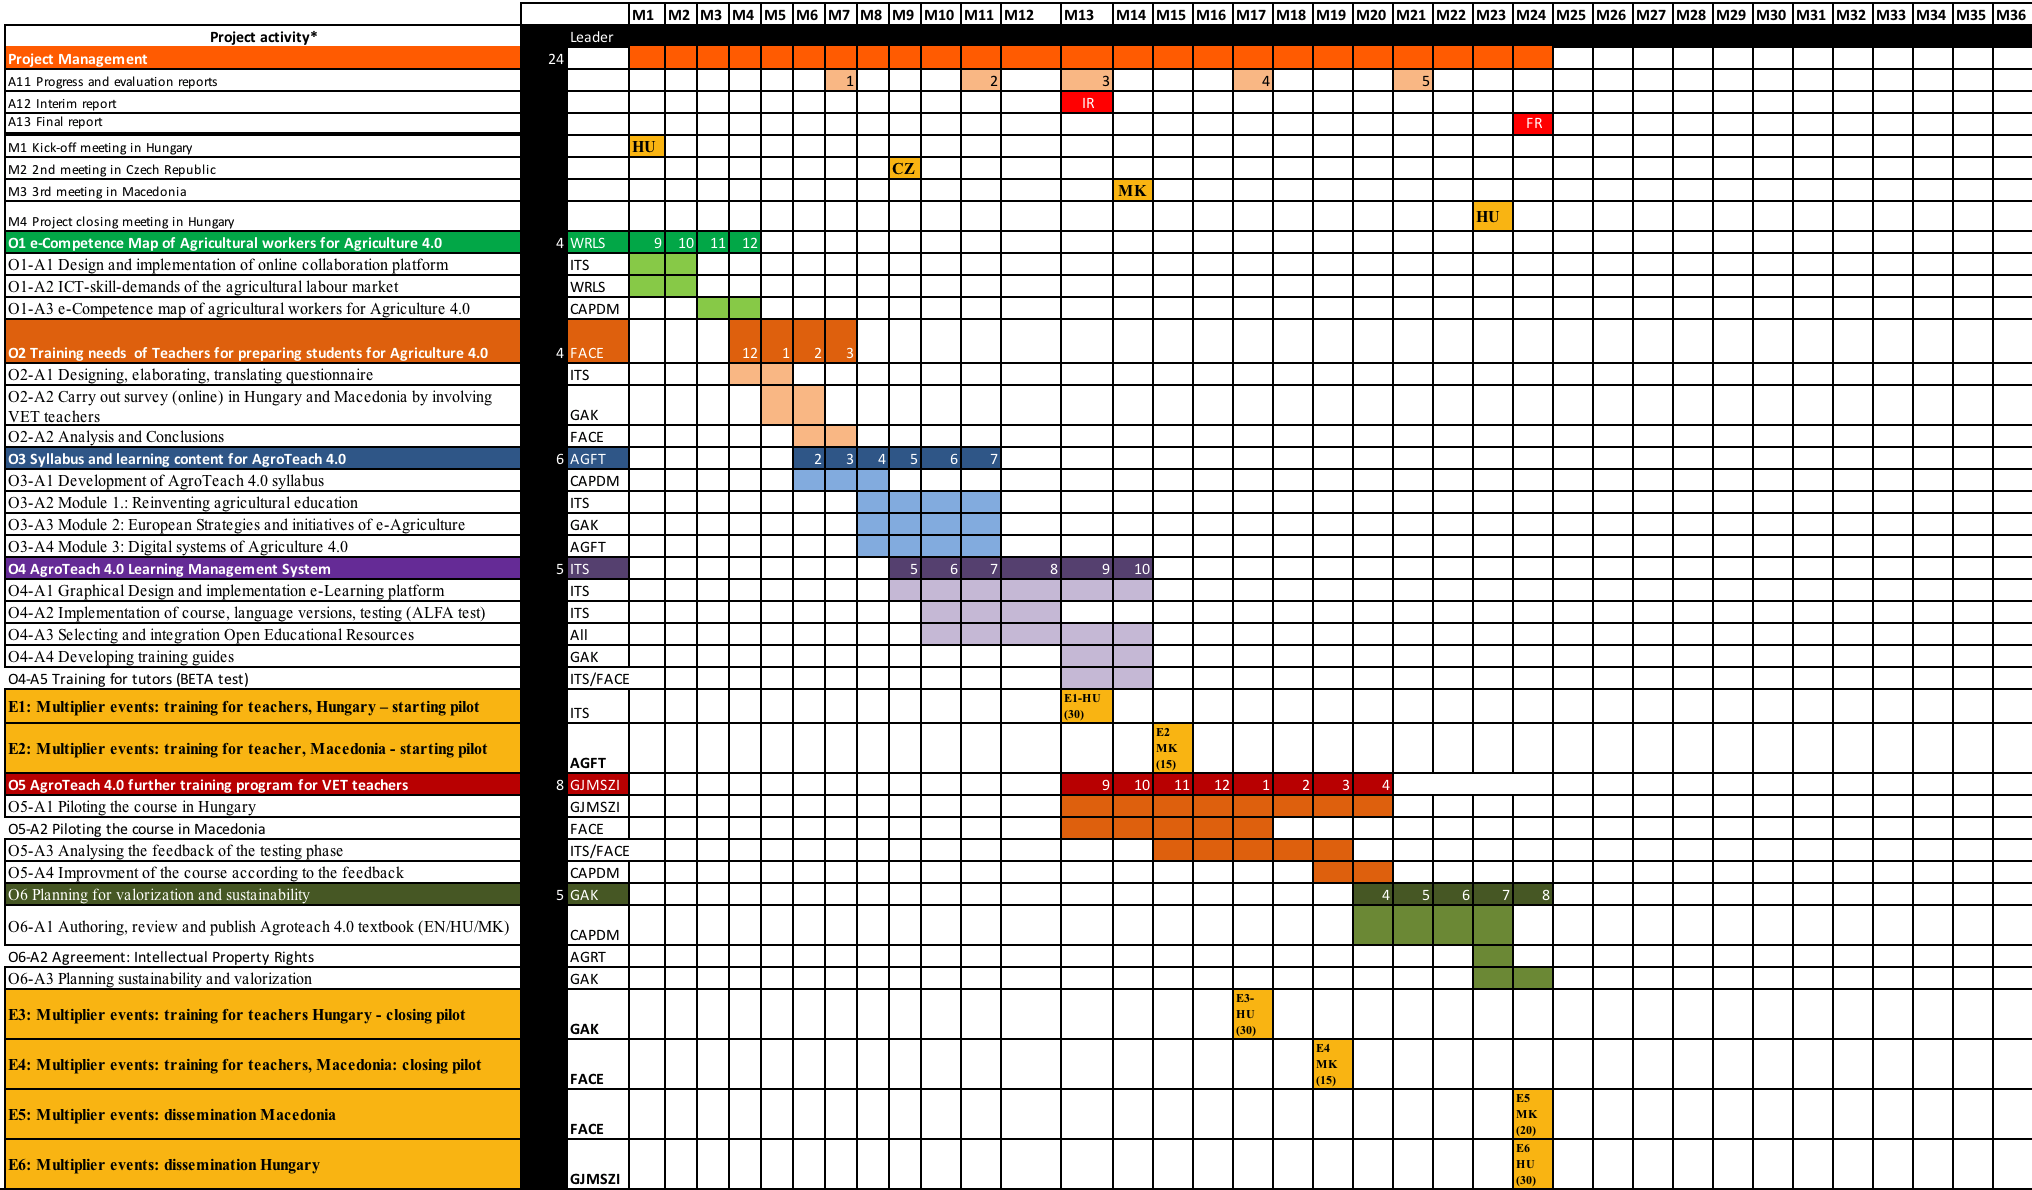 M1 M2 M3 M4 M5 M6 M7 M8 M9 M10 M11 M12 M13 M14 M15 M16 M17 M18 M19 M20 M21 M22 M23 M24 M25 M26 M27 M28 M29 M30 M31 M32 M33 M34 M35 M36
Project activity* Leader
Project Management 24
A11 Progress and evaluation reports 1 2 3 4 5
A12 Interim report IR
A13 Final report FR
M1 Kick-off meeting in Hungary HU
M2 2nd meeting in Czech Republic CZ
M3 3rd meeting in Macedonia MK
M4 Project closing meeting in Hungary HU
O1 e-Competence Map of Agricultural workers for Agriculture 4.0 4 WRLS 9 10 11 12
O1-A1 Design and implementation of online collaboration platform ITS
O1-A2 ICT-skill-demands of the agricultural labour market WRLS
O1-A3 e-Competence map of agricultural workers for Agriculture 4.0 CAPDM
O2 Training needs of Teachers for preparing students for Agriculture 4.0 4 FACE 12 1 2 3
O2-A1 Designing, elaborating, translating questionnaire ITS
O2-A2 Carry out survey (online) in Hungary and Macedonia by involving
VET teachers GAK
O2-A2 Analysis and Conclusions FACE
O3 Syllabus and learning content for AgroTeach 4.0 6 AGFT 2 3 4 5 6 7
O3-A1 Development of AgroTeach 4.0 syllabus CAPDM
O3-A2 Module 1.: Reinventing agricultural education ITS
O3-A3 Module 2: European Strategies and initiatives of e-Agriculture GAK
O3-A4 Module 3: Digital systems of Agriculture 4.0 AGFT
O4 AgroTeach 4.0 Learning Management System 5 ITS 5 6 7 8 9 10
O4-A1 Graphical Design and implementation e-Learning platform ITS
O4-A2 Implementation of course, language versions, testing (ALFA test) ITS
O4-A3 Selecting and integration Open Educational Resources All
O4-A4 Developing training guides GAK
O4-A5 Training for tutors (BETA test) ITS/FACE
E1: Multiplier events: training for teachers, Hungary – starting pilot ITS E1-HU
(30)
E2: Multiplier events: training for teacher, Macedonia - starting pilot AGFT E2
MK
(15)
O5 AgroTeach 4.0 further training program for VET teachers 8 GJMSZI 9 10 11 12 1 2 3 4
O5-A1 Piloting the course in Hungary GJMSZI
O5-A2 Piloting the course in Macedonia FACE
O5-A3 Analysing the feedback of the testing phase ITS/FACE
O5-A4 Improvment of the course according to the feedback CAPDM
O6 Planning for valorization and sustainability 5 GAK 4 5 6 7 8
O6-A1 Authoring, review and publish Agroteach 4.0 textbook (EN/HU/MK) CAPDM
O6-A2 Agreement: Intellectual Property Rights AGRT
O6-A3 Planning sustainability and valorization GAK
E3: Multiplier events: training for teachers Hungary - closing pilot GAK E3-
HU
(30)
E4: Multiplier events: training for teachers, Macedonia: closing pilot FACE E4
MK
(15)
E5: Multiplier events: dissemination Macedonia FACE E5
MK
(20)
E6: Multiplier events: dissemination Hungary GJMSZI E6
HU
(30)